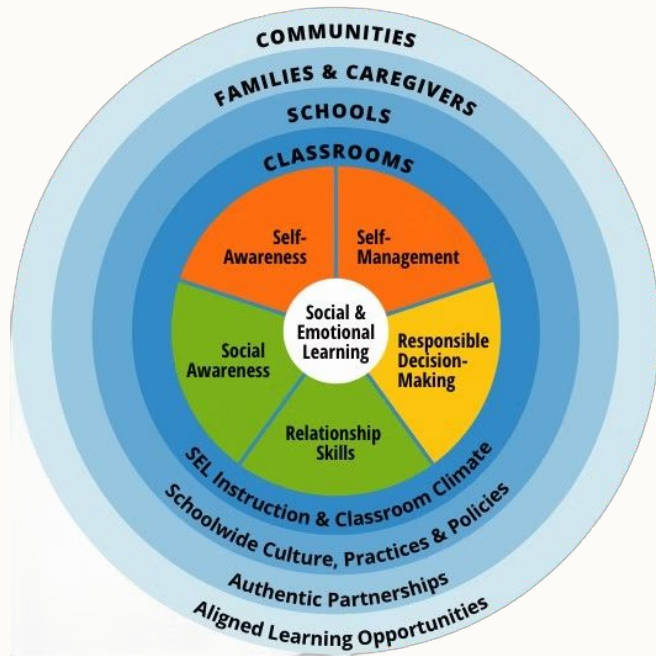 COMMUNITIES
FAMILIES & CAREGIVERS
SCHOOLS
CLASSROOMS
Self-
Awareness
Self-
Management
Social &
Emotional
Learning
Social
Awareness
Responsible
Decision-
Making
Relationship
Skills
SEL Instruction & Classroom Climate
Schoolwide Culture, Practices & Policies
Authentic Partnerships
Aligned Learning Opportunities